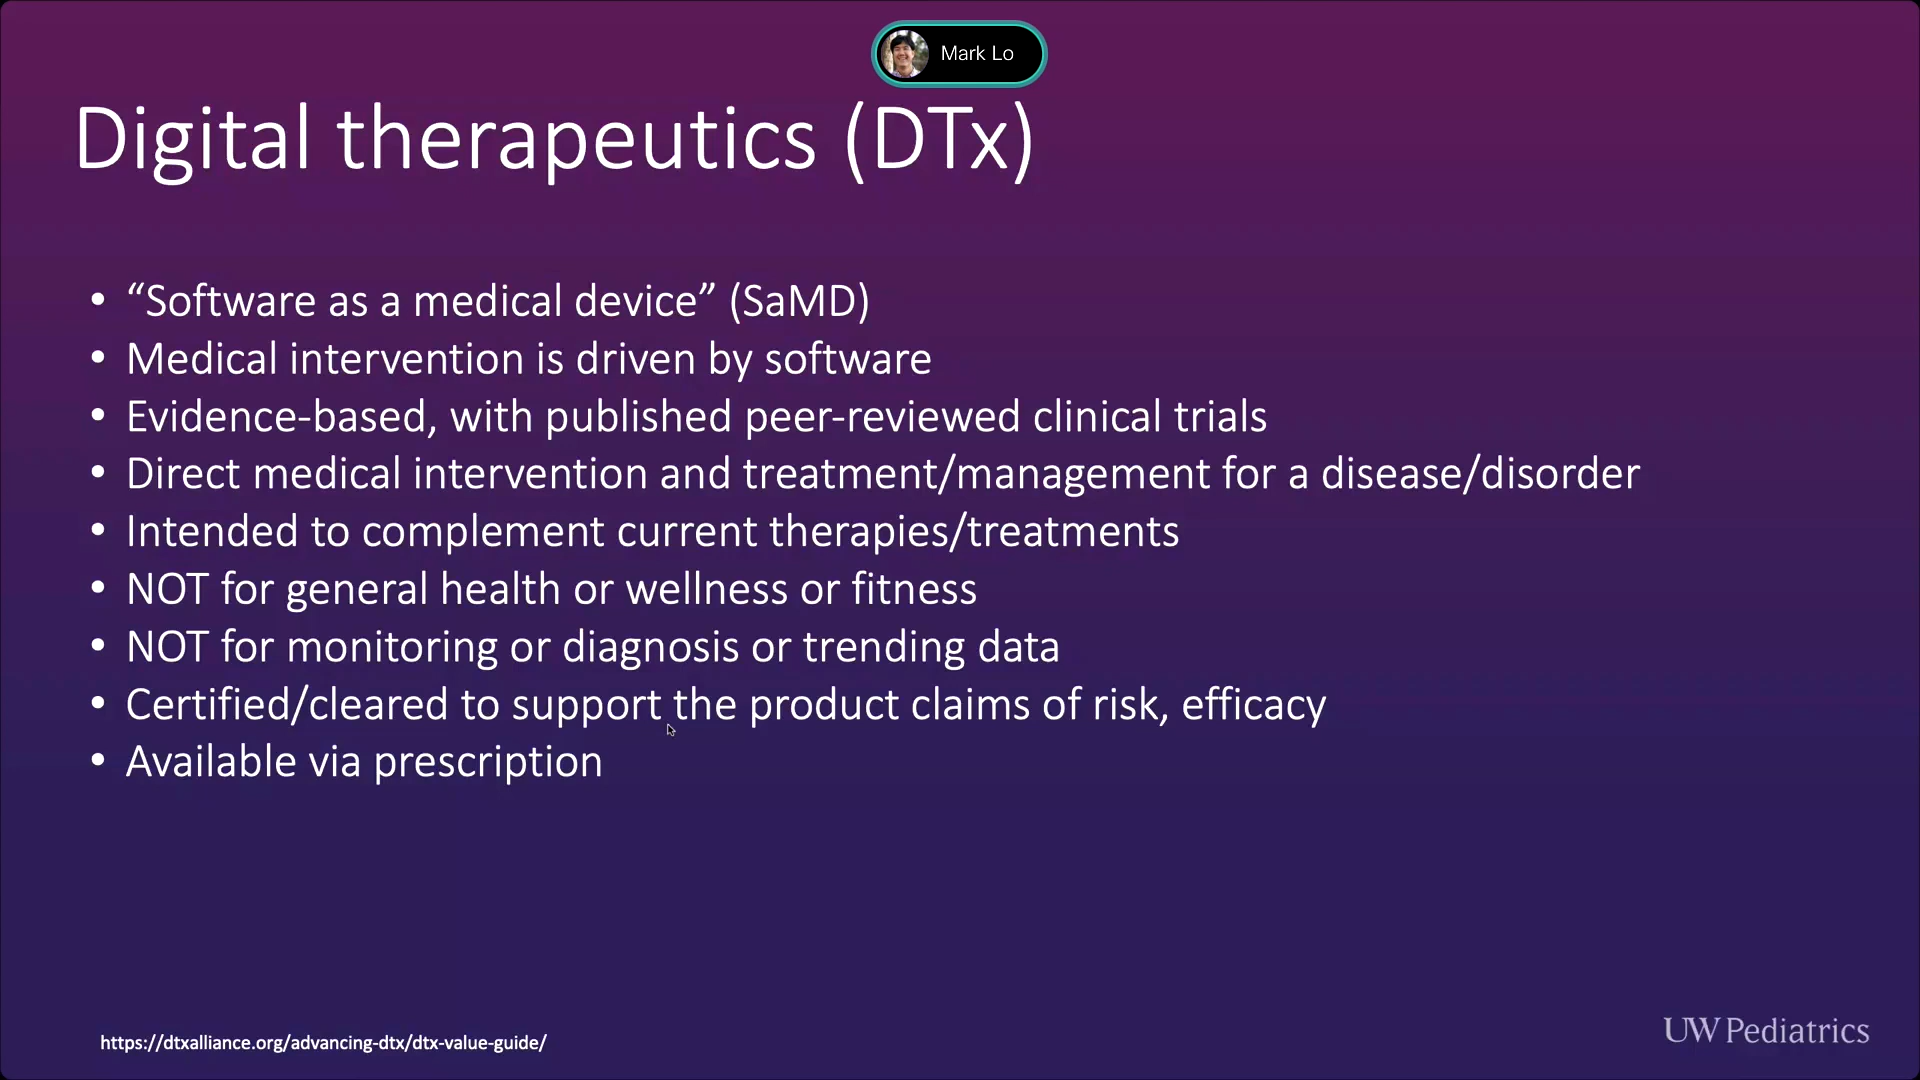 Mark Lo
Digital therapeutics (DTx)
• “Software as a medical device” (SaMD)
• Medical intervention is driven by software
• Evidence-based, with published peer-reviewed clinical trials
• Direct medical intervention and treatment/management for a disease/disorder
• Intended to complement current therapies/treatments
• NOT for general health or wellness or fitness
• NOT for monitoring or diagnosis or trending data
• Certified/cleared to support the product claims of risk, efficacy
• Available via prescription
https://dtxalliance.org/advancing-dtx/dtx-value-guide/
UW Pediatrics